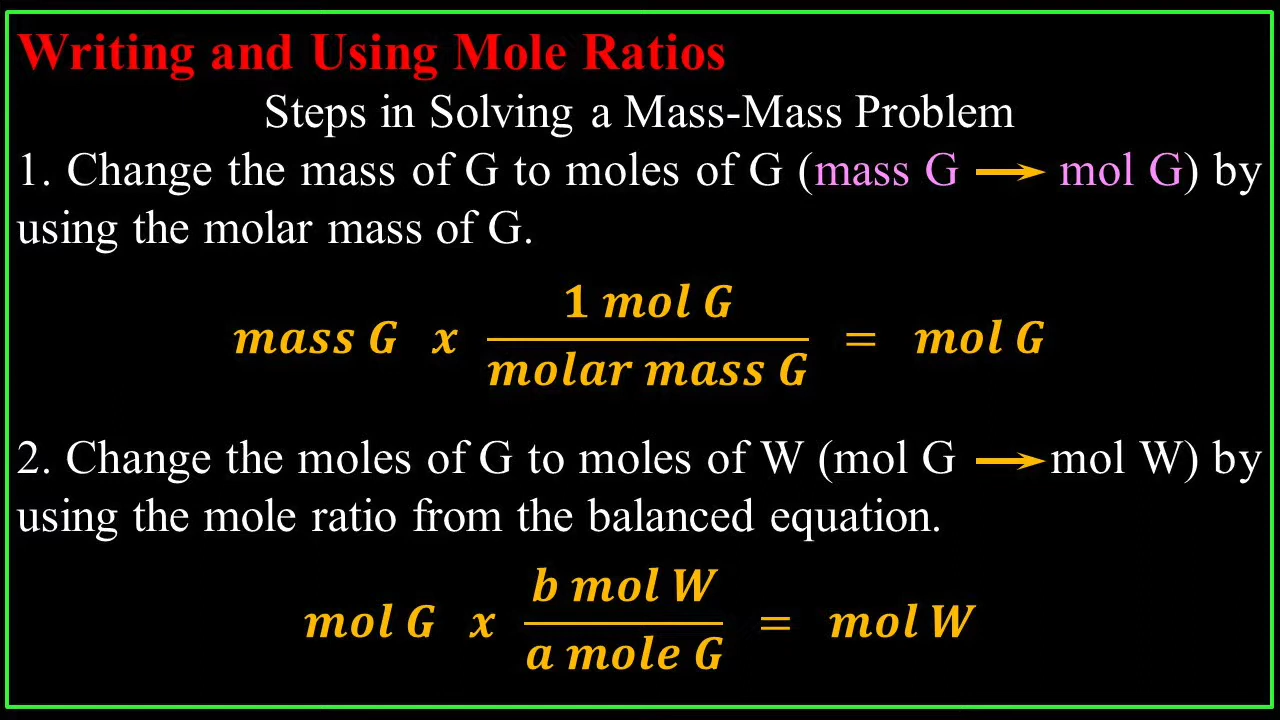 Writing and Using Mole Ratios
Steps in Solving a Mass-Mass Problem
1. Change the mass of G to moles of G (mass G → mol G) by
using the molar mass of G.
1 mol G
mass G x = mol G
molar mass G
2. Change the moles of G to moles of W (mol G → mol W) by
using the mole ratio from the balanced equation.
b mol W
mol G x = mol W
a mole G